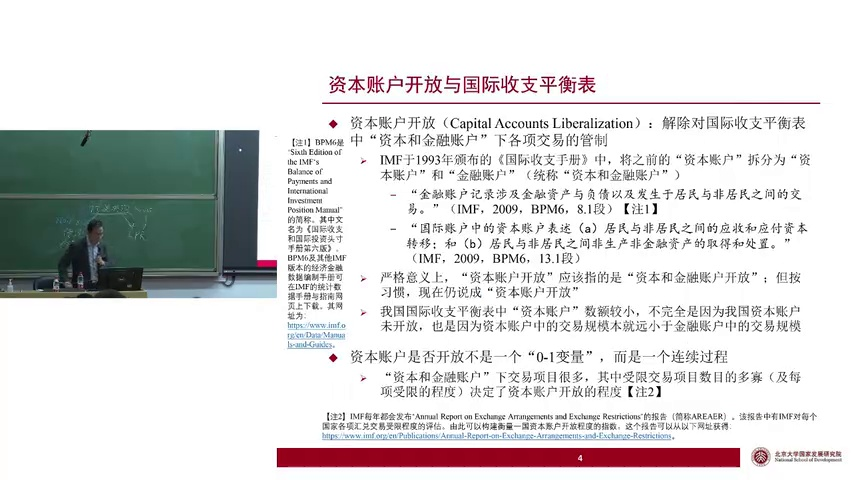 资本账户开放与国际收支平衡表
◆ 资本账户开放（Capital Accounts Liberalization）：解除对国际收支平衡表
中“资本和金融账户”下各项交易的管制
➢ IMF于1993年颁布的《国际收支手册》中，将之前的“资本账户”拆分为“资
本账户”和“金融账户”（统称“资本和金融账户”）
– “金融账户记录涉及金融资产与负债以及发生于居民与非居民之间的交
易。”（IMF，2009，BPM6，8.1段）【注1】
– “国际账户中的资本账户表述（a）居民与非居民之间的应收和应付资本
转移；和（b）居民与非居民之间非生产非金融资产的取得和处置。”
（IMF，2009，BPM6，13.1段）
➢ 严格意义上，“资本账户开放”应该指的是“资本和金融账户开放”；但按
习惯，现在仍说成“资本账户开放”
➢ 我国国际收支平衡表中“资本账户”数额较小，不完全是因为我国资本账户
未开放，也是因为资本账户中的交易规模本就远小于金融账户中的交易规模
◆ 资本账户是否开放不是一个“0-1变量”，而是一个连续过程
➢ “资本和金融账户”下交易项目很多，其中受限交易项目数目的多寡（及每
项受限的程度）决定了资本账户开放的程度【注2】
【注1】BPM6是
“Sixth Edition of
the IMF's
Balance of
Payments and
International
Investment
Position Manual”
的简称。其中文
名为《国际收支
和国际投资头寸
手册第六版》。
BPM6及其他IMF
版本的经济金融
数据编制手册可
在IMF的统计数
据手册与指南网
页上下载。其网
址为：
https://www.imf.o
rg/en/Data/Manua
ls-and-Guides。
【注2】IMF每年都会发布“Annual Report on Exchange Arrangements and Exchange Restrictions”的报告（简称AREAER）。该报告中有IMF对每个
国家各项汇兑交易受限程度的评估。由此可以构建衡量一国资本账户开放程度的指数。这个报告可以从以下网址获得：
https://www.imf.org/en/Publications/Annual-Report-on-Exchange-Arrangements-and-Exchange-Restrictions。
4
北京大学国家发展研究院
National School of Development